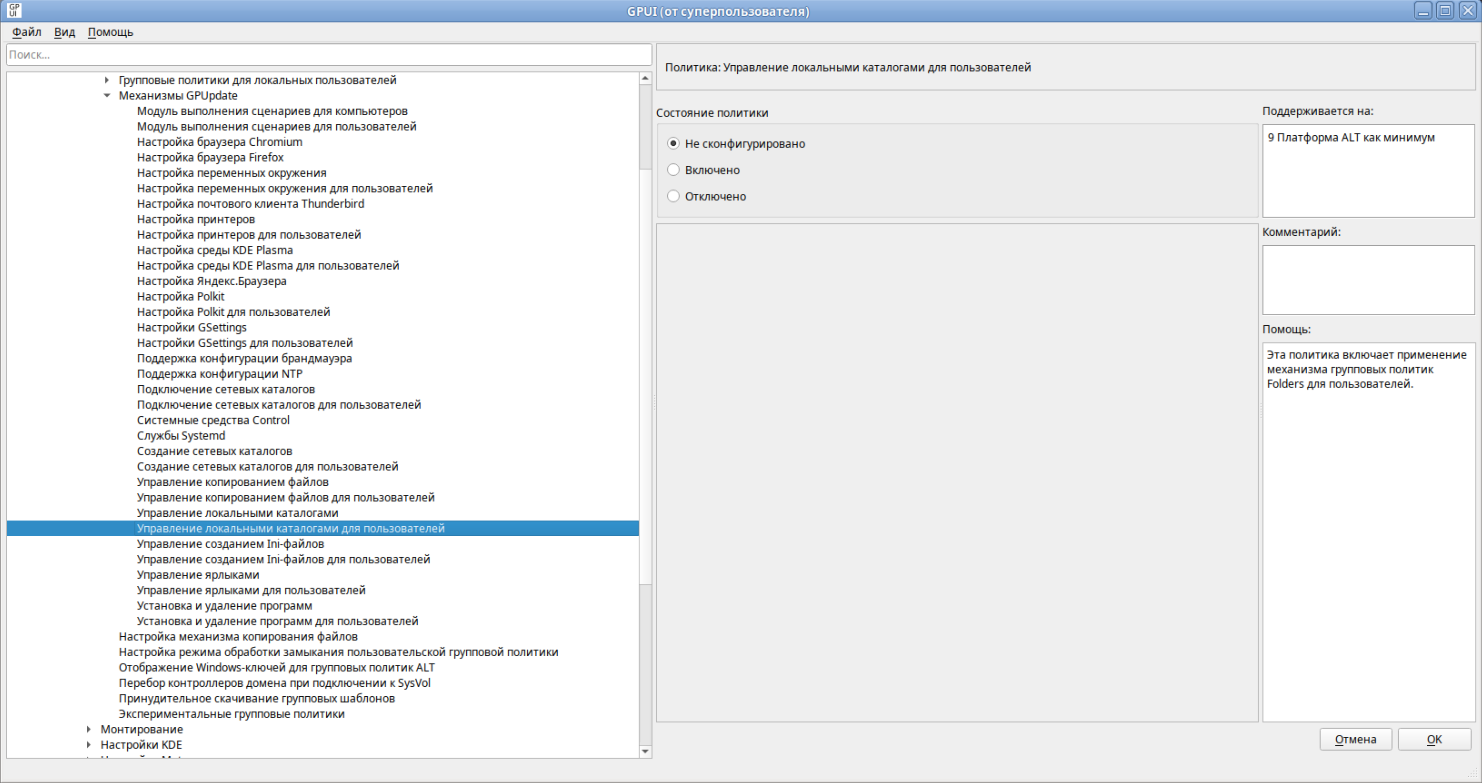 GPUI
GPUI (от суперпользователя)
Файл Вид Помощь
Поиск...
Групповые политики для локальных пользователей
Механизмы GPUpdate
Модуль выполнения сценариев для компьютеров
Модуль выполнения сценариев для пользователей
Настройка браузера Chromium
Настройка браузера Firefox
Настройка переменных окружения
Настройка переменных окружения для пользователей
Настройка почтового клиента Thunderbird
Настройка принтеров
Настройка принтеров для пользователей
Настройка среды KDE Plasma
Настройка среды KDE Plasma для пользователей
Настройка Яндекс.Браузера
Настройка Polkit
Настройка Polkit для пользователей
Настройки GSettings
Настройки GSettings для пользователей
Поддержка конфигурации брандмауэра
Поддержка конфигурации NTP
Подключение сетевых каталогов
Подключение сетевых каталогов для пользователей
Системные средства Control
Службы Systemd
Создание сетевых каталогов
Создание сетевых каталогов для пользователей
Управление копированием файлов
Управление копированием файлов для пользователей
Управление локальными каталогами
Управление локальными каталогами для пользователей
Управление созданием Ini-файлов
Управление созданием Ini-файлов для пользователей
Управление ярлыками
Управление ярлыками для пользователей
Установка и удаление программ
Установка и удаление программ для пользователей
Настройка механизма копирования файлов
Настройка режима обработки замыкания пользовательской групповой политики
Отображение Windows-ключей для групповых политик ALT
Перебор контроллеров домена при подключении к SysVol
Принудительное скачивание групповых шаблонов
Экспериментальные групповые политики
Монтирование
Настройки KDE
Политика: Управление локальными каталогами для пользователей
Состояние политики
Не сконфигурировано
Включено
Отключено
Поддерживается на:
9 Платформа ALT как минимум
Комментарий:
Помощь:
Эта политика включает применение
механизма групповых политик
Folders для пользователей.
Отмена
OK